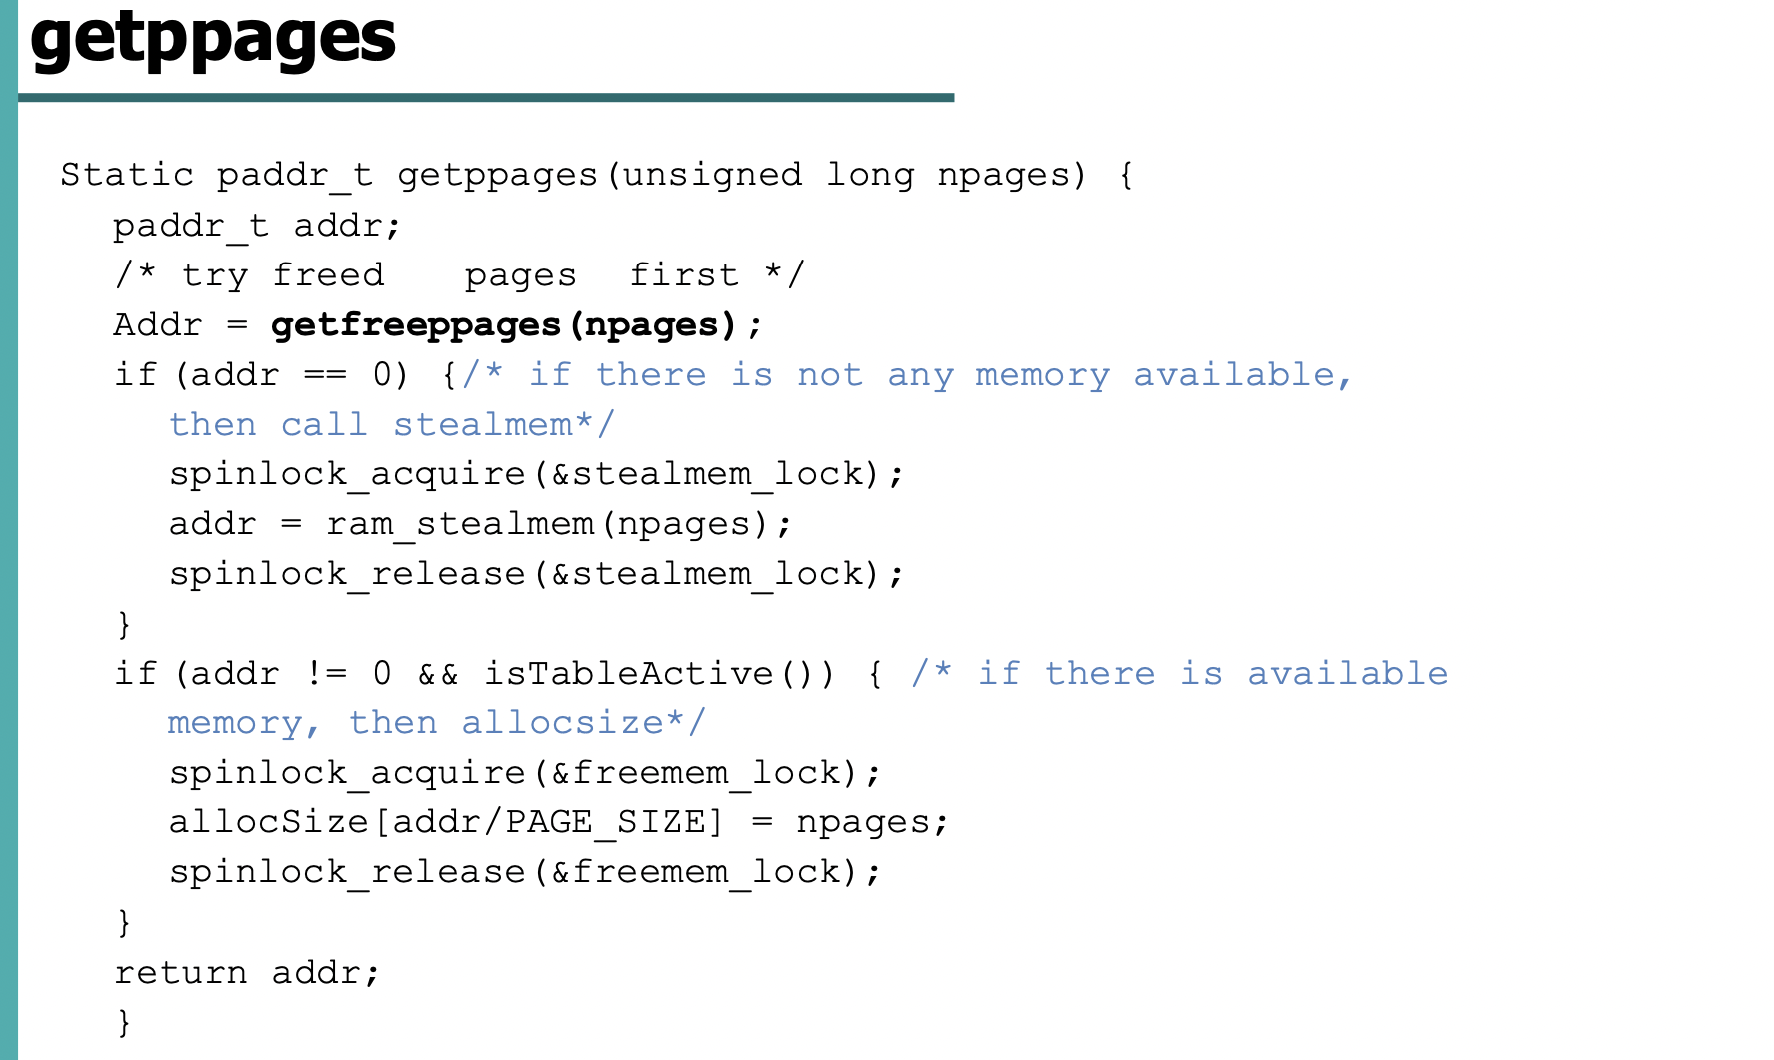 getppages
Static paddr_t getppages(unsigned long npages) {
paddr_t addr;
/* try freed pages first */
Addr = getfreeppages(npages);
if (addr == 0) {/* if there is not any memory available,
then call stealmem*/
spinlock_acquire(&stealmem_lock);
addr = ram_stealmem(npages);
spinlock_release(&stealmem_lock);
}
if (addr != 0 && isTableActive()) { /* if there is available
memory, then allocsize*/
spinlock_acquire(&freemem_lock);
allocSize[addr/PAGE_SIZE] = npages;
spinlock_release(&freemem_lock);
}
return addr;
}